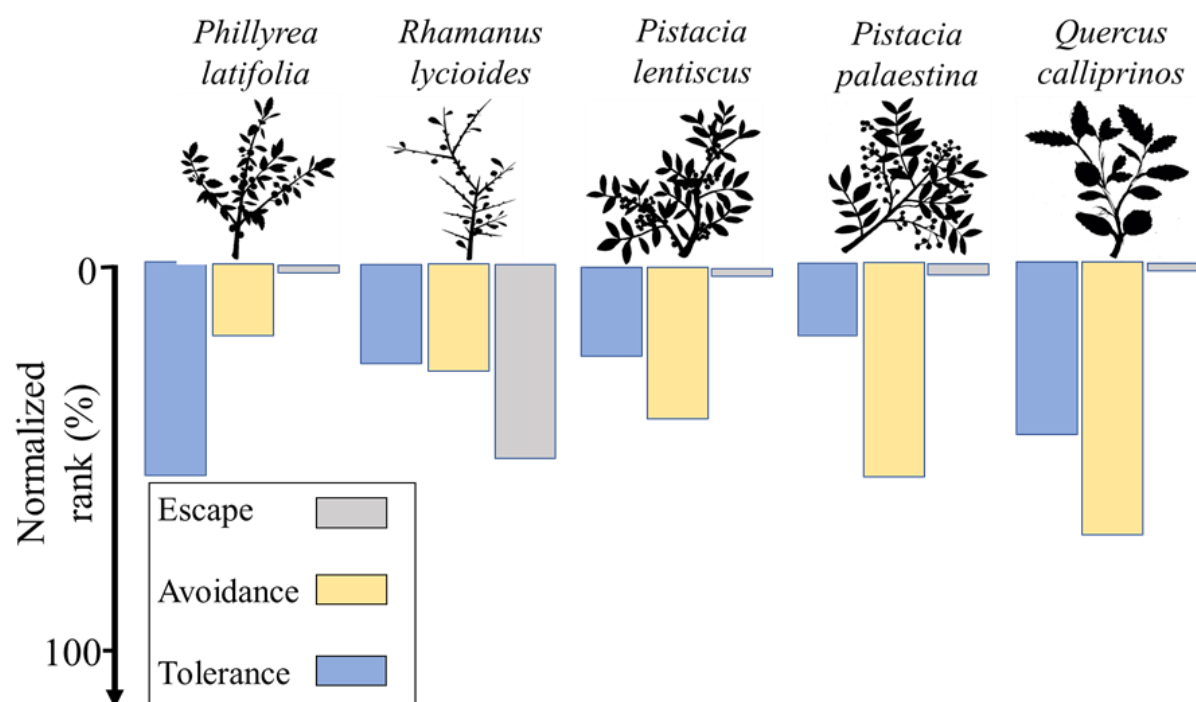 Phillyrea
latifolia
Rhamanus
lycioides
Pistacia
lentiscus
Pistacia
palaestina
Quercus
calliprinos
0
Normalized
rank (%)
100
Escape
Avoidance
Tolerance